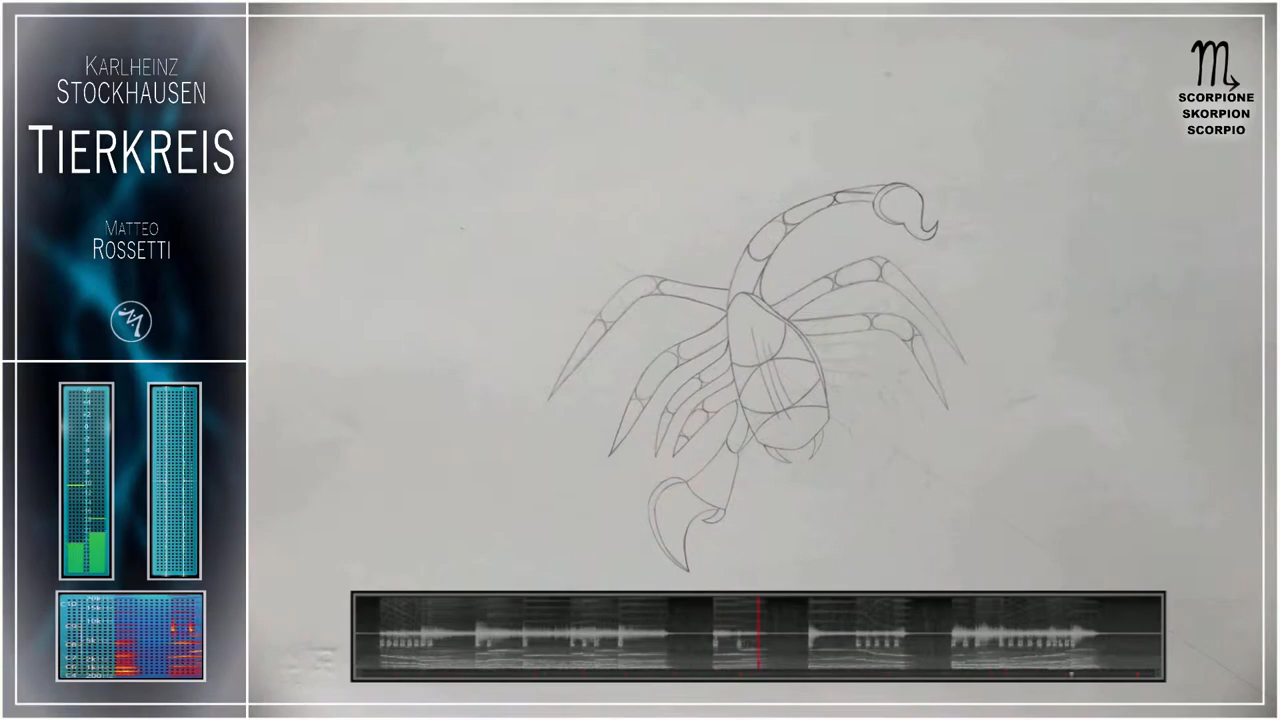 KARLHEINZ
STOCKHAUSEN
TIERKREIS
MATTEO
ROSSETTI
SCORPIONE
SKORPION
SCORPIO